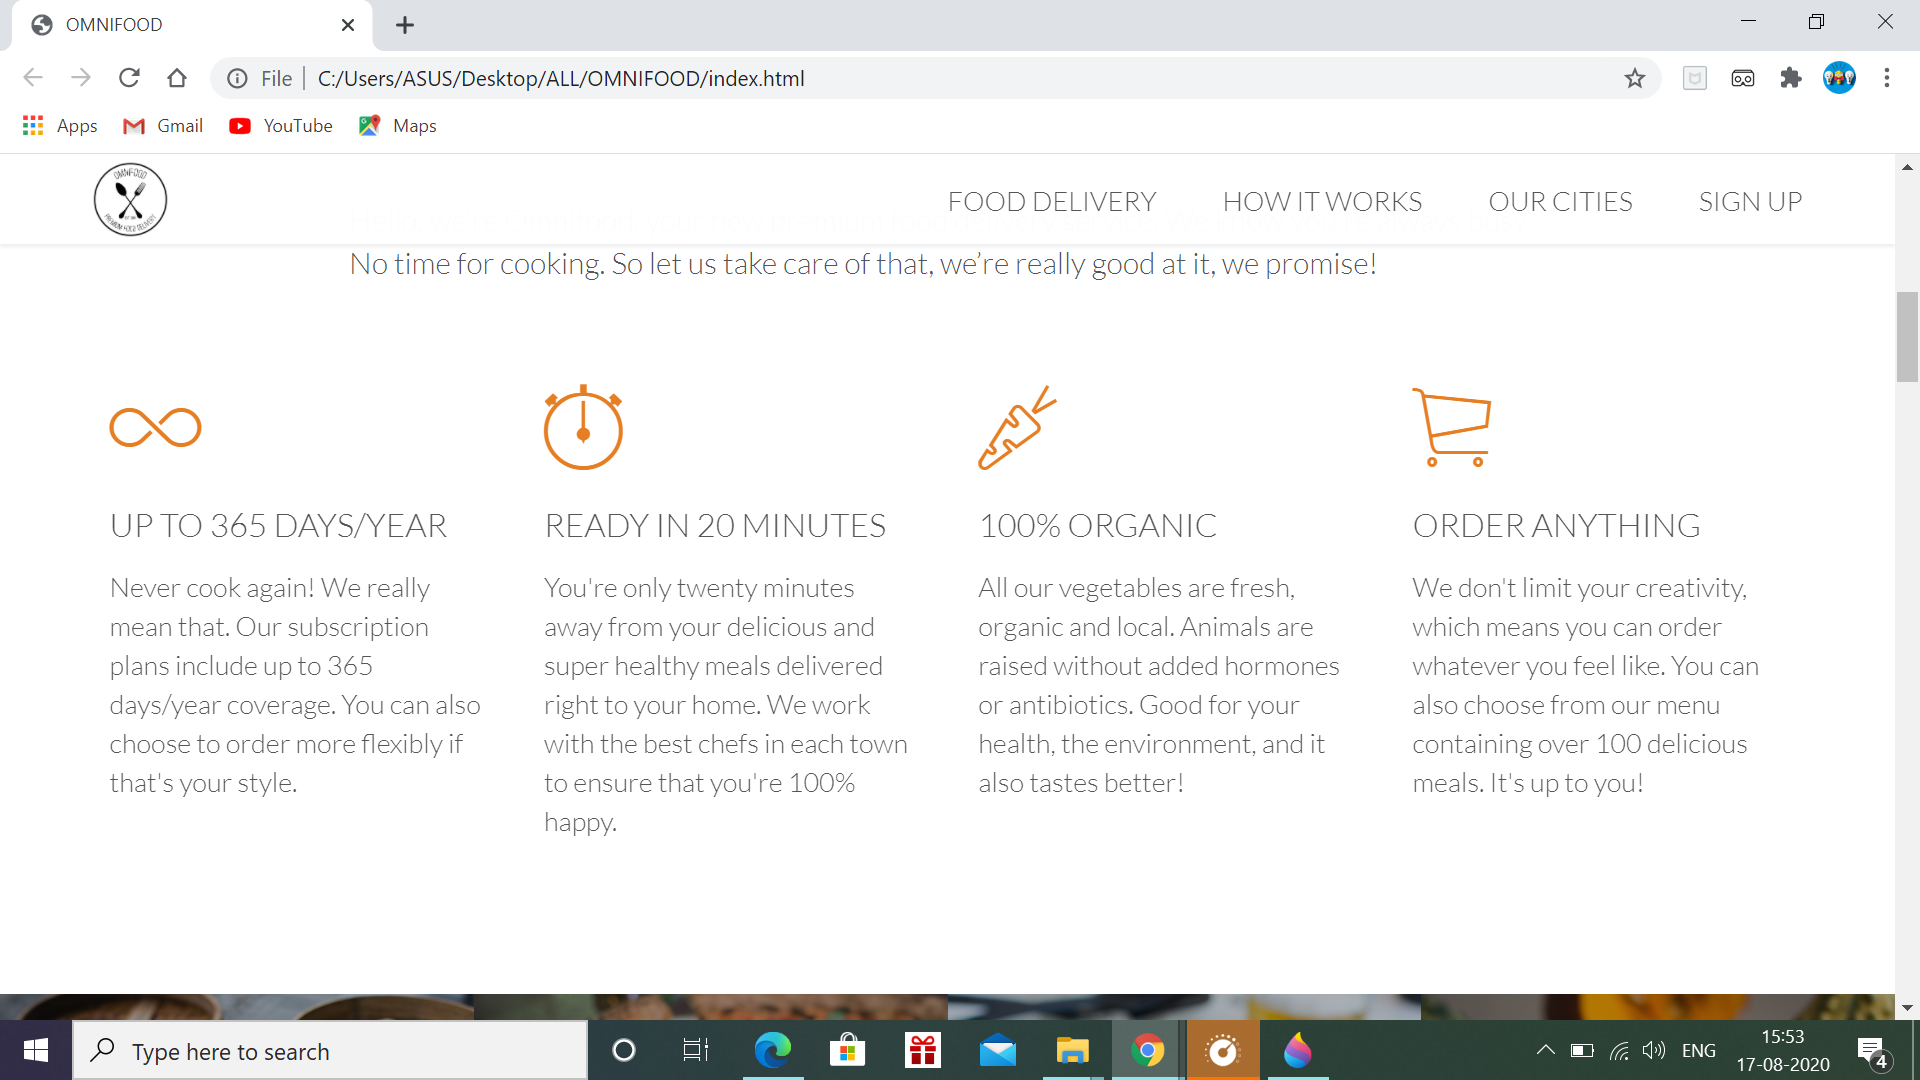 OMNIFOOD
File
C:/Users/ASUS/Desktop/ALL/OMNIFOOD/index.html
Apps
Gmail
YouTube
Maps
OMNIFOOD
PREMIUM FOOD DELIVERY
FOOD DELIVERY
HOW IT WORKS
OUR CITIES
SIGN UP
No time for cooking. So let us take care of that, we’re really good at it, we promise!
UP TO 365 DAYS/YEAR
Never cook again! We really
mean that. Our subscription
plans include up to 365
days/year coverage. You can also
choose to order more flexibly if
that's your style.
READY IN 20 MINUTES
You're only twenty minutes
away from your delicious and
super healthy meals delivered
right to your home. We work
with the best chefs in each town
to ensure that you're 100%
happy.
100% ORGANIC
All our vegetables are fresh,
organic and local. Animals are
raised without added hormones
or antibiotics. Good for your
health, the environment, and it
also tastes better!
ORDER ANYTHING
We don't limit your creativity,
which means you can order
whatever you feel like. You can
also choose from our menu
containing over 100 delicious
meals. It's up to you!
Type here to search
ENG
15:53
17-08-2020
4